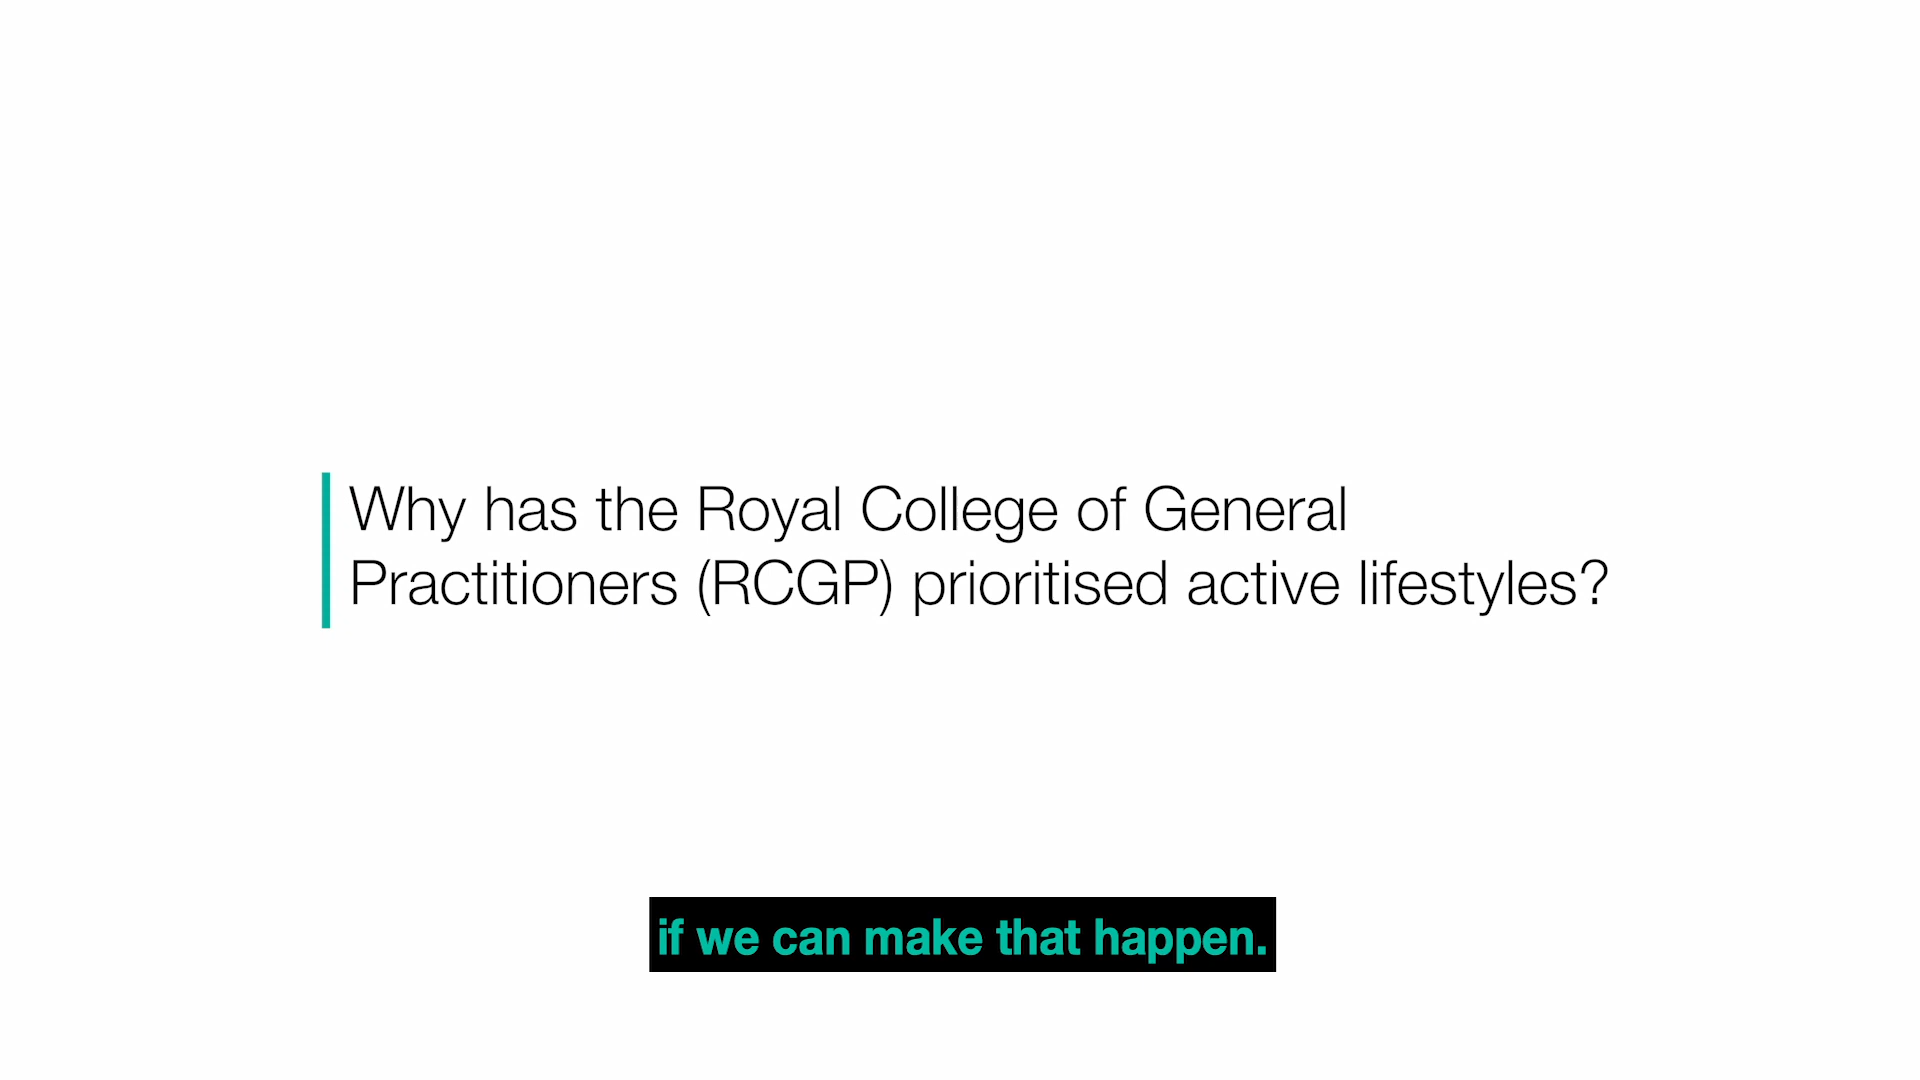 Why has the Royal College of General
Practitioners (RCGP) prioritised active lifestyles?
if we can make that happen.